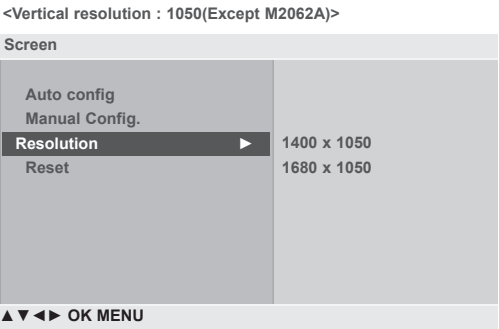 <Vertical resolution : 1050(Except M2062A)>
Screen
Auto config
Manual Config.
Resolution ► 1400 x 1050
Reset 1680 x 1050
▲▼◄► OK MENU